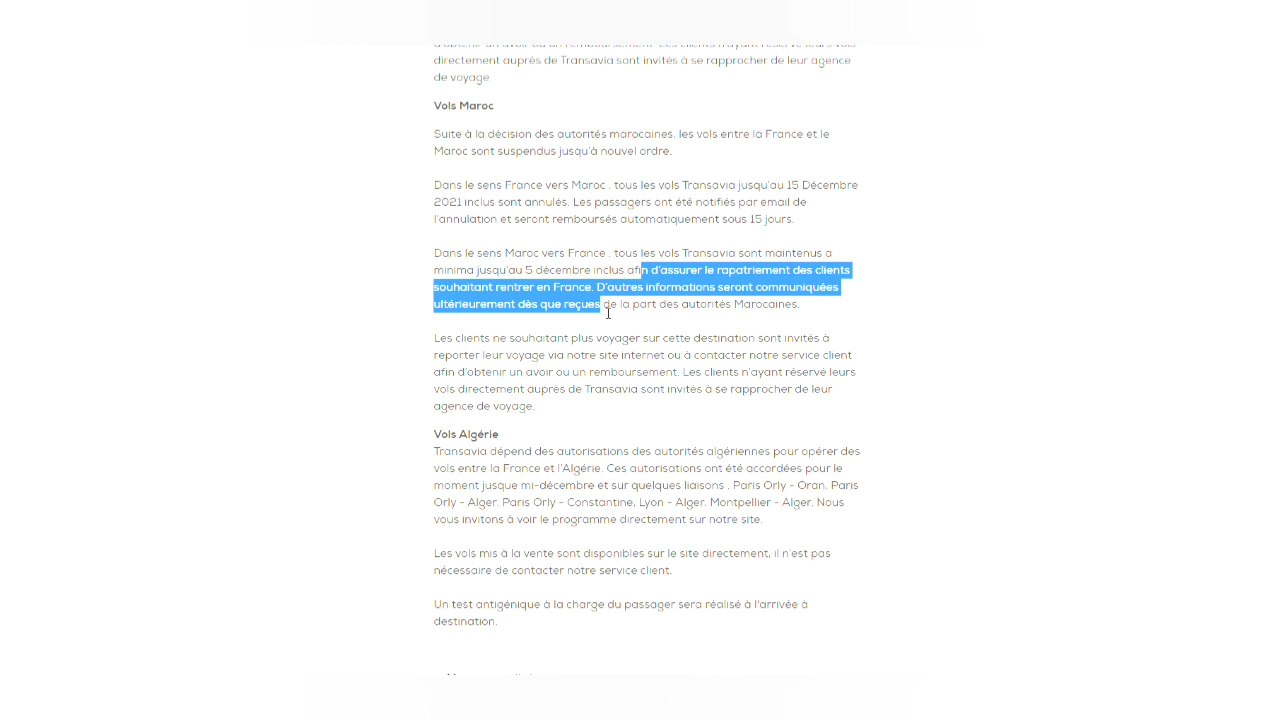 directement auprès de Transavia sont invités à se rapprocher de leur agence
de voyage
Vols Maroc
Suite à la décision des autorités marocaines, les vols entre la France et le
Maroc sont suspendus jusqu'à nouvel ordre.
Dans le sens France vers Maroc , tous les vols Transavia jusqu'au 15 Décembre
2021 inclus sont annulés. Les passagers ont été notifiés par email de
l'annulation et seront remboursés automatiquement sous 15 jours.
Dans le sens Maroc vers France , tous les vols Transavia sont maintenus a
minima jusqu'au 5 décembre inclus afin d'assurer le rapatriement des clients
souhaitant rentrer en France. D'autres informations seront communiquées
ultérieurement dès que reçues de la part des autorités Marocaines.
Les clients ne souhaitant plus voyager sur cette destination sont invités à
reporter leur voyage via notre site internet ou à contacter notre service client
afin d'obtenir un avoir ou un remboursement. Les clients n'ayant réservé leurs
vols directement auprès de Transavia sont invités à se rapprocher de leur
agence de voyage.
Vols Algérie
Transavia dépend des autorisations des autorités algériennes pour opérer des
vols entre la France et l'Algérie. Ces autorisations ont été accordées pour le
moment jusque mi-décembre et sur quelques liaisons : Paris Orly - Oran, Paris
Orly - Alger, Paris Orly - Constantine, Lyon - Alger, Montpellier - Alger. Nous
vous invitons à voir le programme directement sur notre site.
Les vols mis à la vente sont disponibles sur le site directement, il n'est pas
nécessaire de contacter notre service client.
Un test antigénique à la charge du passager sera réalisé à l'arrivée à
destination.